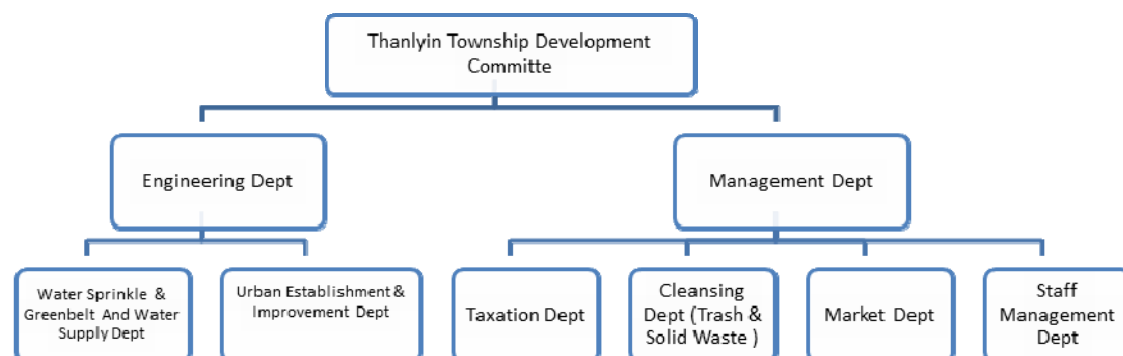 Thanlyin Township Development
Committe
Engineering Dept
Management Dept
Water Sprinkle &
Greenbelt And Water
Supply Dept
Urban Establishment &
Improvement Dept
Taxation Dept
Cleansing
Dept (Trash &
Solid Waste )
Market Dept
Staff
Management
Dept